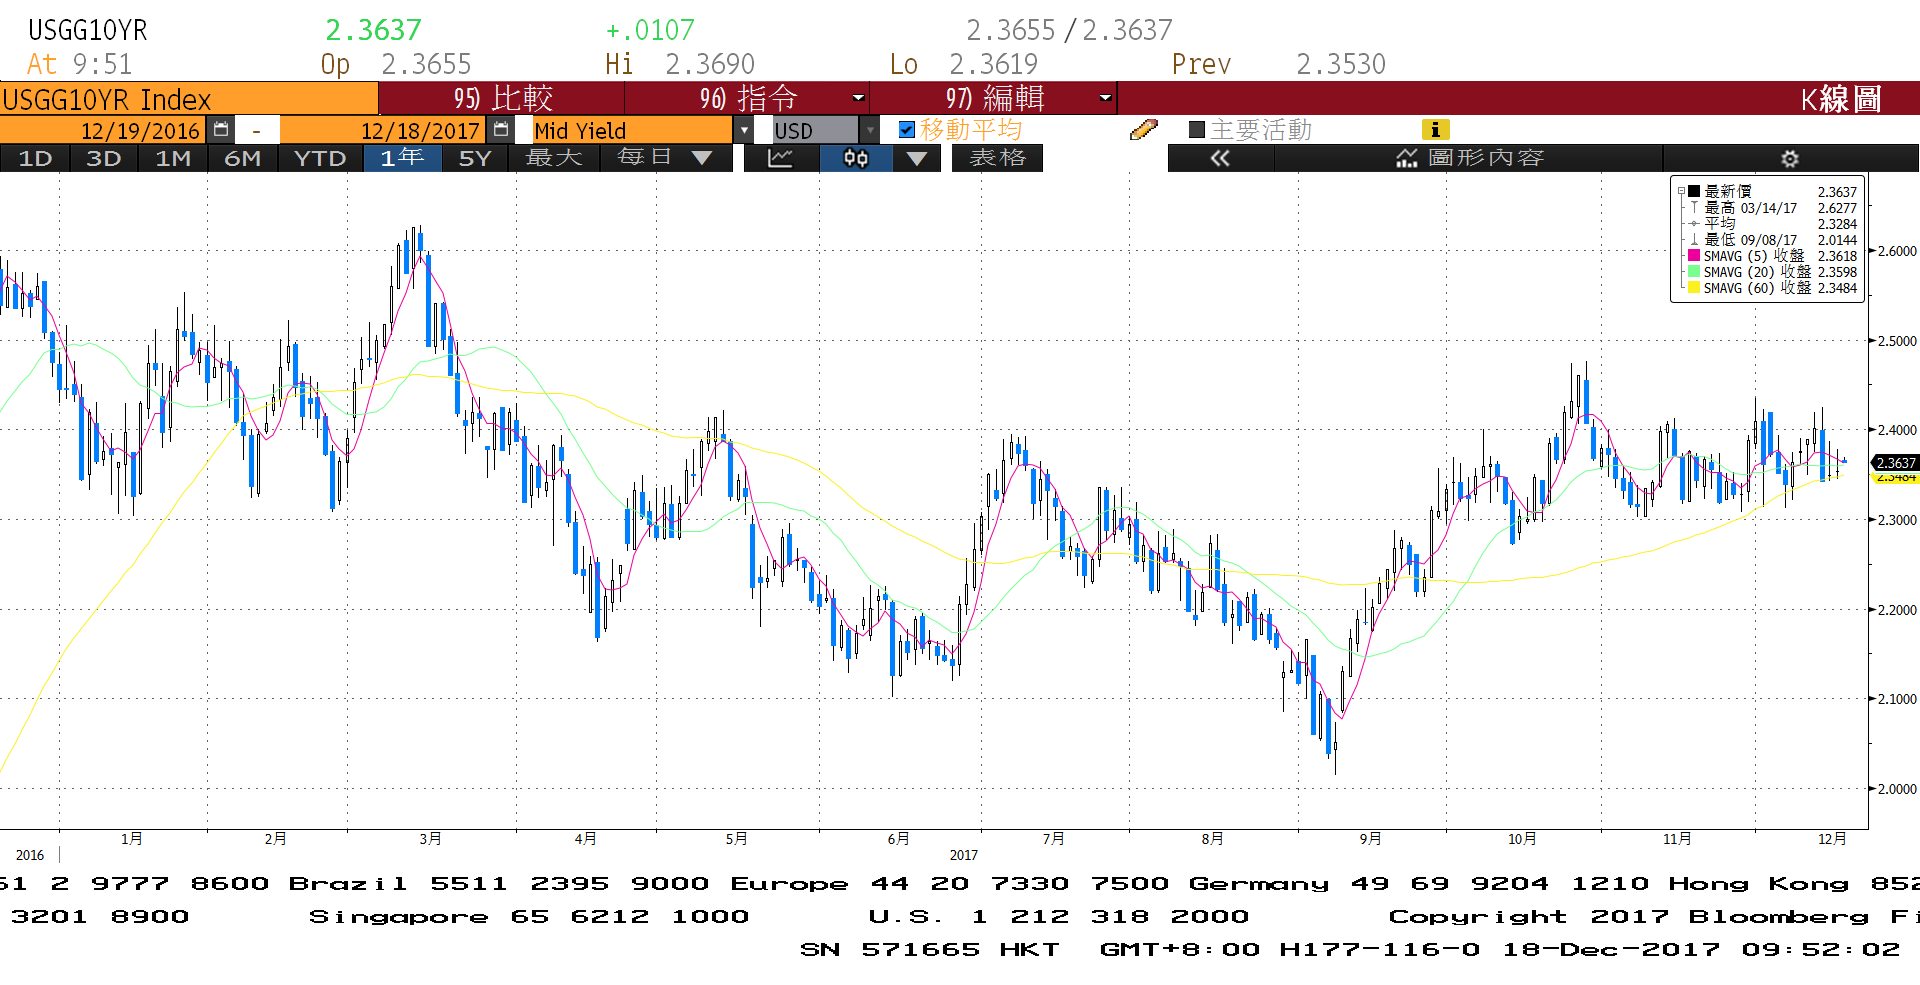 USGG10YR 2.3637 +.0107 2.3655 / 2.3637
At 9:51 Op 2.3655 Hi 2.3690 Lo 2.3619 Prev 2.3530
USGG10YR Index 95) 比較 96) 指令 97) 編輯 K線圖
12/19/2016 - 12/18/2017 Mid Yield USD 移動平均 主要活動
1D 3D 1M 6M YTD 1年 5Y 最大 每日 表格 圖形內容
最新價 2.3637
最高 03/14/17 2.6277
平均 2.3284
最低 09/08/17 2.0144
SMAVG (5) 收盤 2.3618
SMAVG (20) 收盤 2.3598
SMAVG (60) 收盤 2.3484
2.6000
2.5000
2.4000
2.3637
2.3484
2.3000
2.2000
2.1000
2.0000
1月 2月 3月 4月 5月 6月 7月 8月 9月 10月 11月 12月
2016 2017
61 2 9777 8600 Brazil 5511 2395 9000 Europe 44 20 7330 7500 Germany 49 69 9204 1210 Hong Kong 852
3201 8900 Singapore 65 6212 1000 U.S. 1 212 318 2000 Copyright 2017 Bloomberg Fi
SN 571665 HKT GMT+8:00 H177-116-0 18-Dec-2017 09:52:02